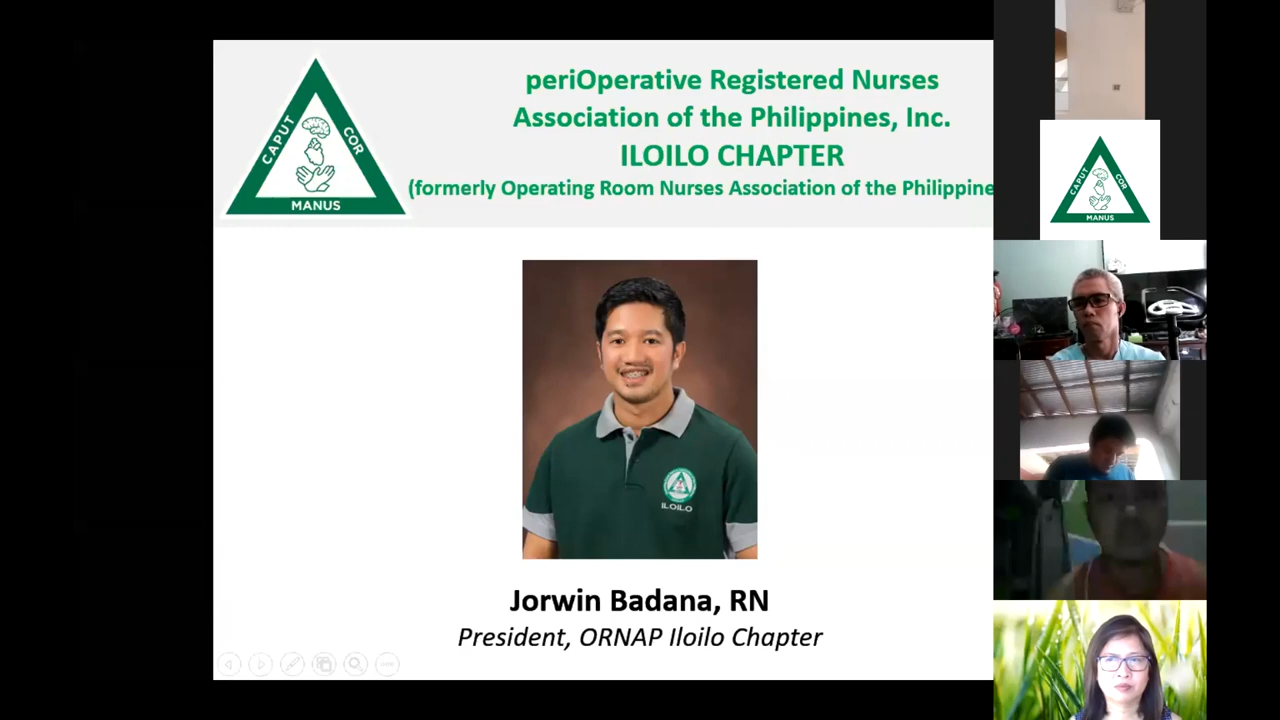 periOperative Registered Nurses
Association of the Philippines, Inc.
ILOILO CHAPTER
(formerly Operating Room Nurses Association of the Philippine
CAPUT
COR
MANUS
ILOILO
Jorwin Badana, RN
President, ORNAP Iloilo Chapter
CAPUT
COR
MANUS